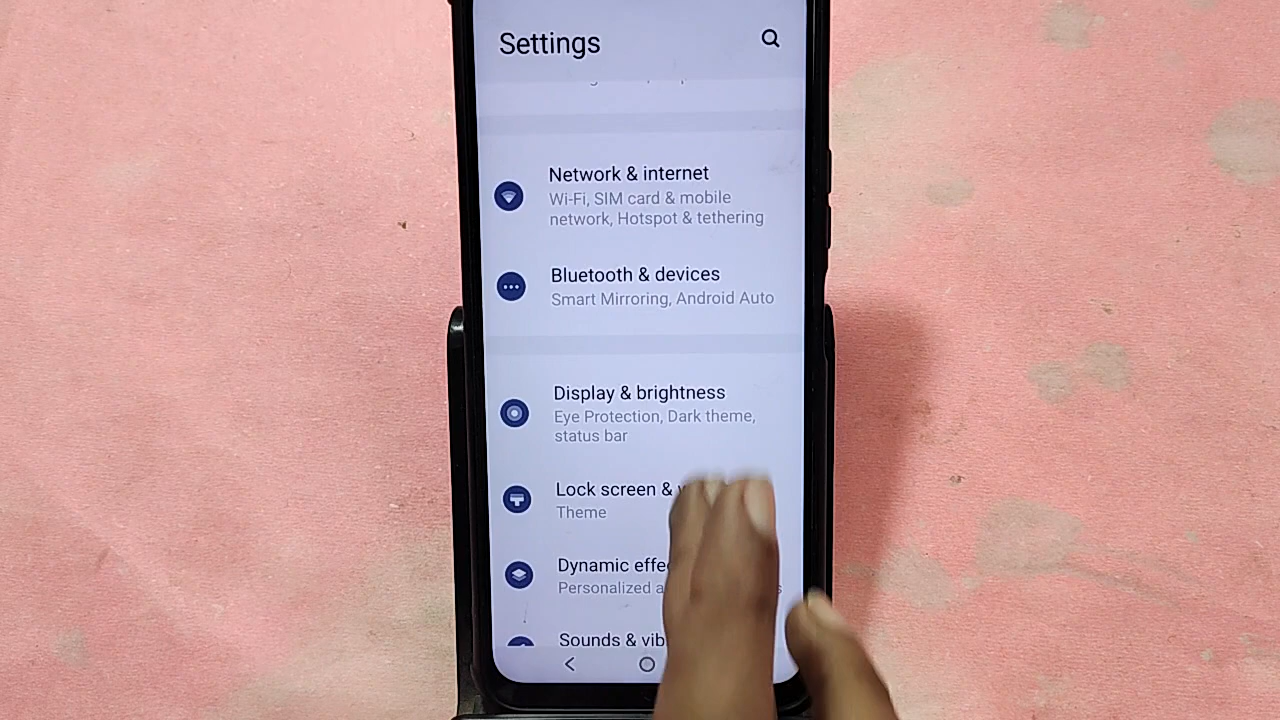 Settings
Network & internet
Wi-Fi, SIM card & mobile
network, Hotspot & tethering
Bluetooth & devices
Smart Mirroring, Android Auto
Display & brightness
Eye Protection, Dark theme,
status bar
Lock screen &
Theme
Dynamic effe
Personalized
Sounds & vib